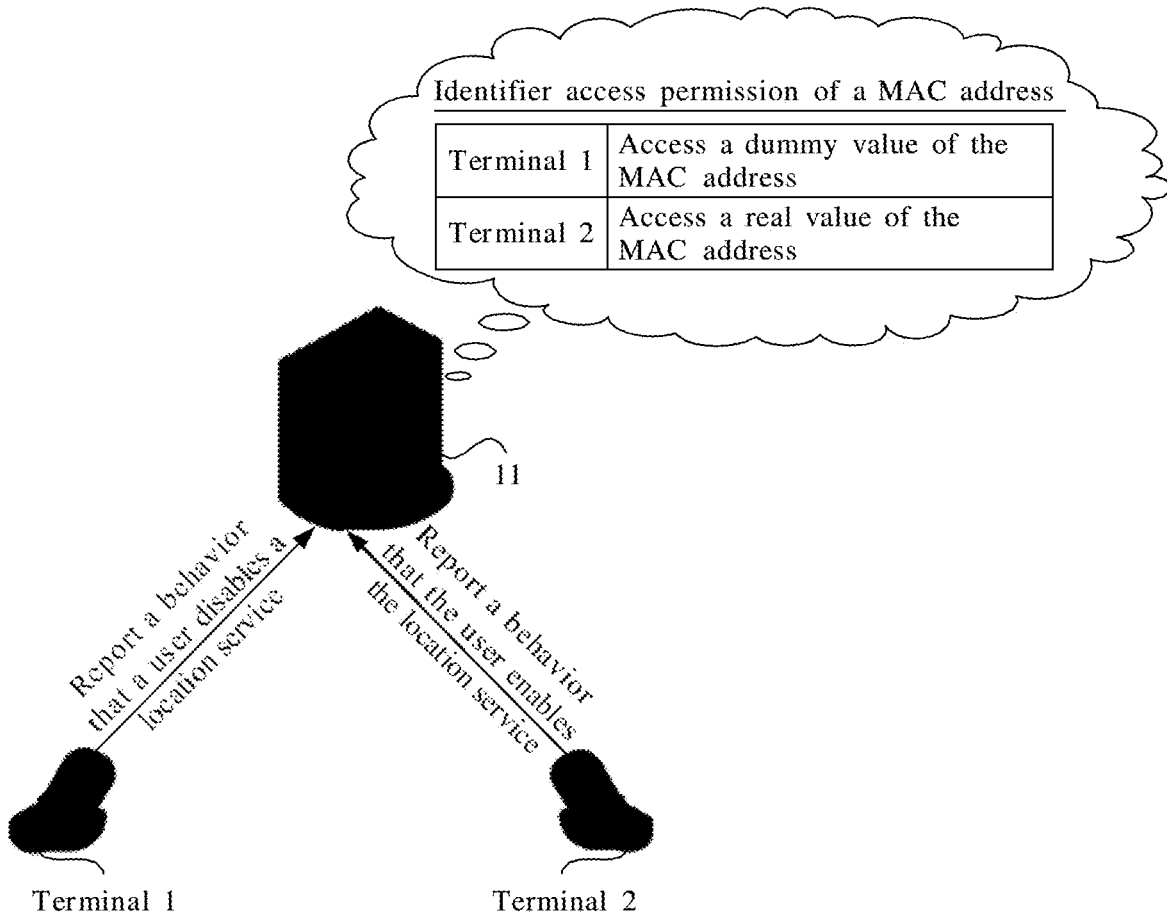 Identifier access permission of a MAC address
Terminal 1
Access a dummy value of the
MAC address
Terminal 2
Access a real value of the
MAC address
11
Report a behavior
that a user disables a
location service
Report a behavior
that the user enables
the location service
Terminal 1
Terminal 2